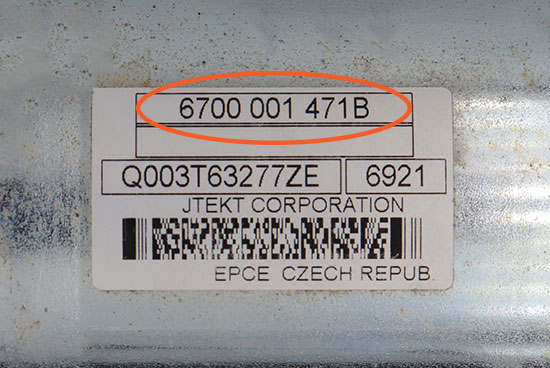 6700 001 471B
Q003T63277ZE 6921
JTEKT CORPORATION
EPCE CZECH REPUB.